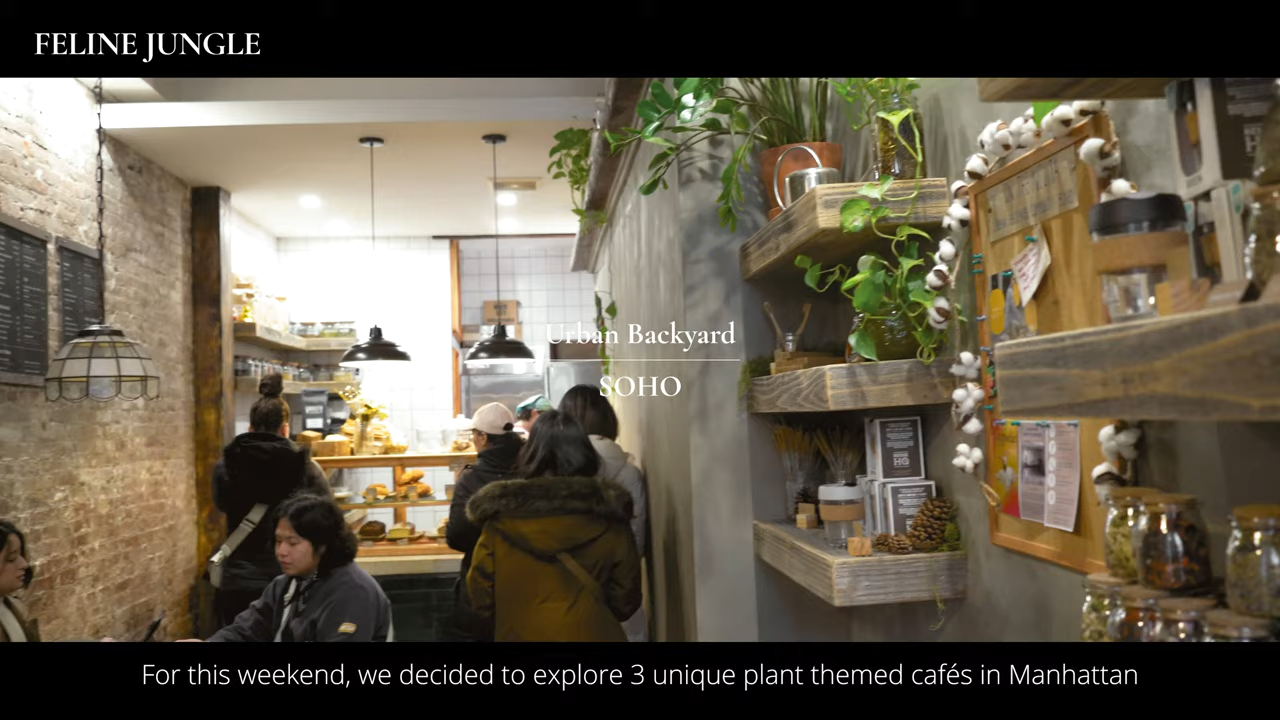 FELINE JUNGLE
Urban Backyard
SOHO
For this weekend, we decided to explore 3 unique plant themed cafés in Manhattan